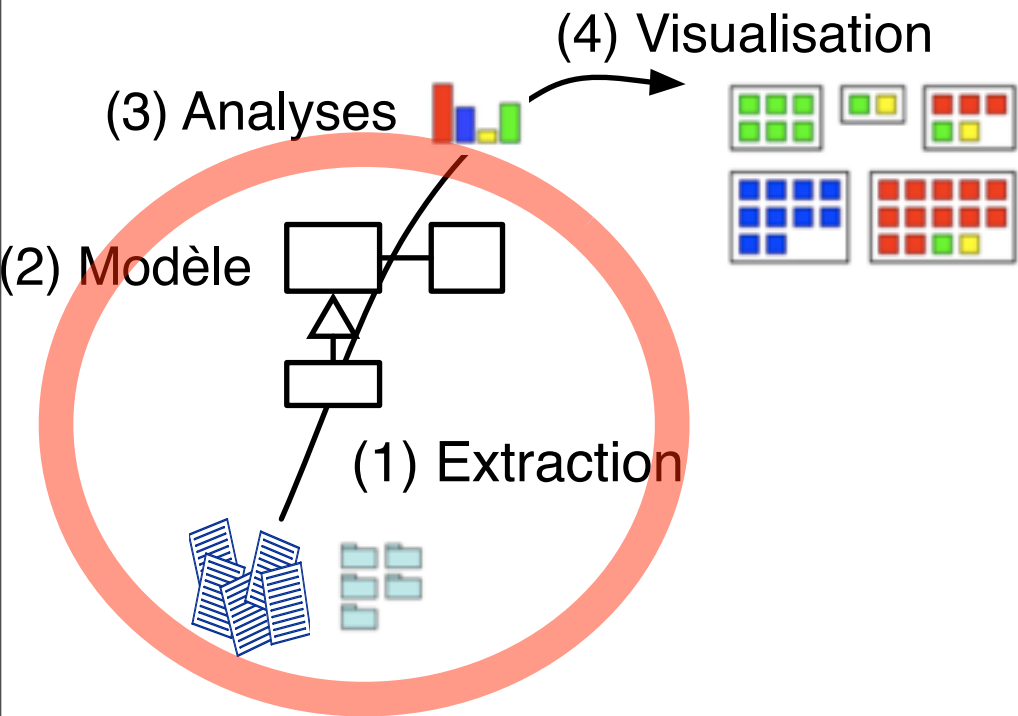 (4) Visualisation
(3) Analyses
(2) Modèle
(1) Extraction